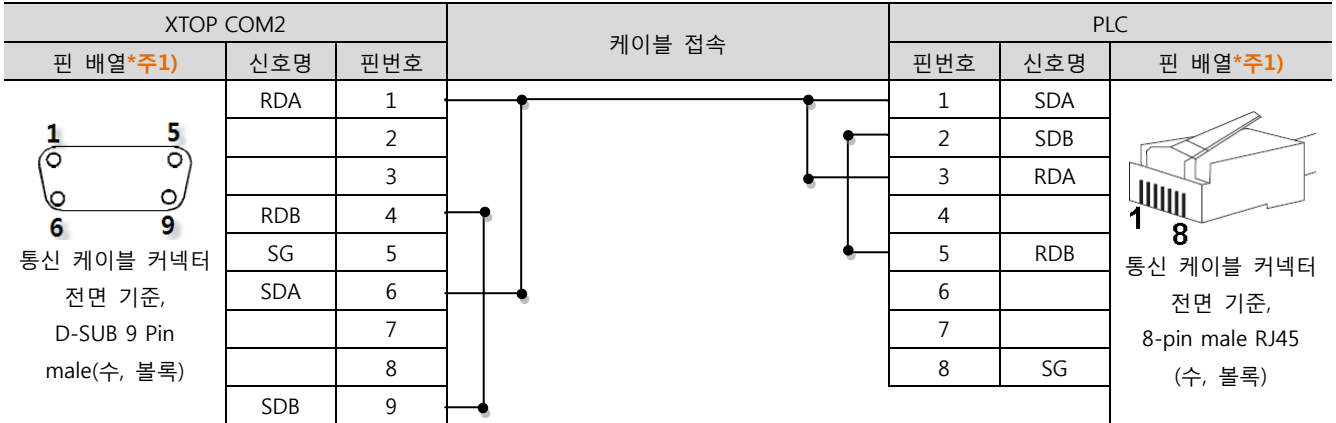 XTOP COM2 케이블 접속 PLC
핀 배열*주1) 신호명 핀번호 핀번호 신호명 핀 배열*주1)
RDA 1 1 SDA
2 2 SDB
3 3 RDA
RDB 4 4
SG 5 5 RDB
SDA 6 6
7 7
8 8 SG
SDB 9
1 5
6 9
통신 케이블 커넥터
전면 기준,
D-SUB 9 Pin
male(수, 볼록)
1 8
통신 케이블 커넥터
전면 기준,
8-pin male RJ45
(수, 볼록)